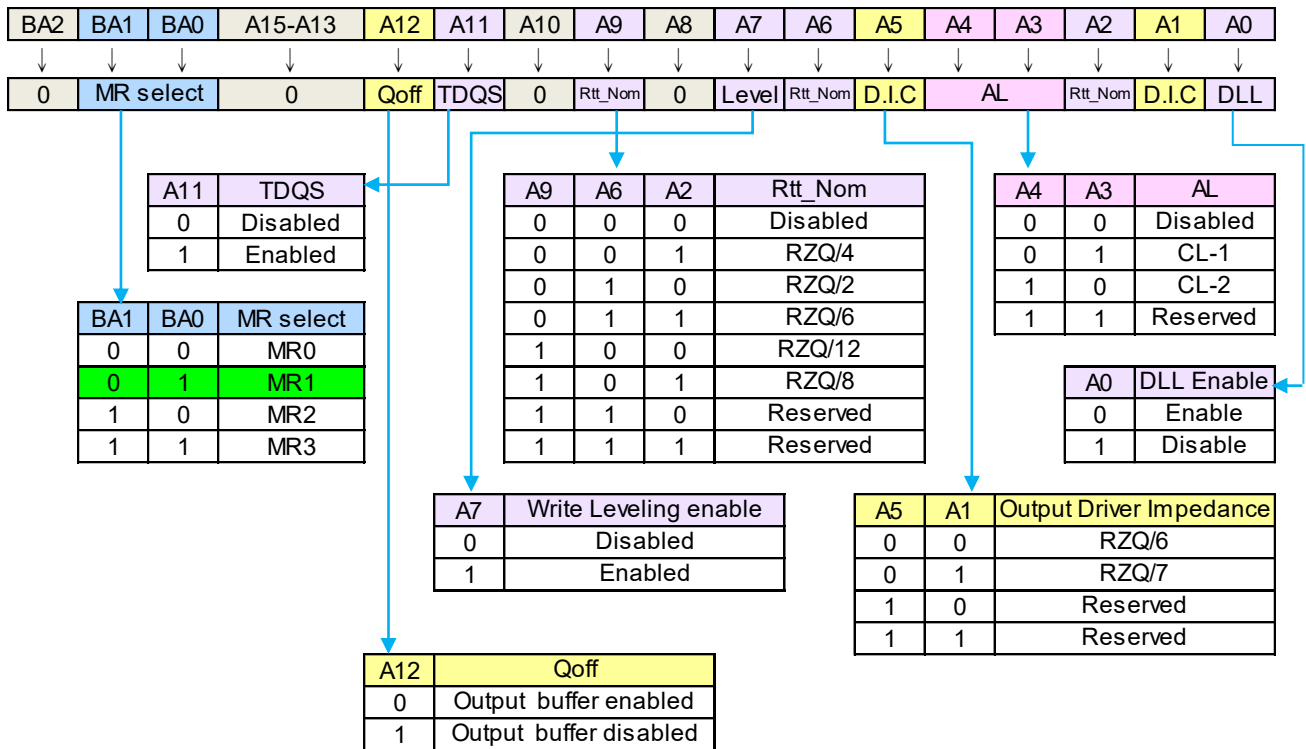 BA2 BA1 BA0 A15-A13 A12 A11 A10 A9 A8 A7 A6 A5 A4 A3 A2 A1 A0
0 MR select 0 Qoff TDQS 0 Rtt_Nom 0 Level Rtt_Nom D.I.C AL Rtt_Nom D.I.C DLL
A11 TDQS
0 Disabled
1 Enabled
A9 A6 A2 Rtt_Nom
0 0 0 Disabled
0 0 1 RZQ/4
0 1 0 RZQ/2
0 1 1 RZQ/6
1 0 0 RZQ/12
1 0 1 RZQ/8
1 1 0 Reserved
1 1 1 Reserved
A4 A3 AL
0 0 Disabled
0 1 CL-1
1 0 CL-2
1 1 Reserved
BA1 BA0 MR select
0 0 MR0
0 1 MR1
1 0 MR2
1 1 MR3
A0 DLL Enable
0 Enable
1 Disable
A7 Write Leveling enable
0 Disabled
1 Enabled
A5 A1 Output Driver Impedance
0 0 RZQ/6
0 1 RZQ/7
1 0 Reserved
1 1 Reserved
A12 Qoff
0 Output buffer enabled
1 Output buffer disabled